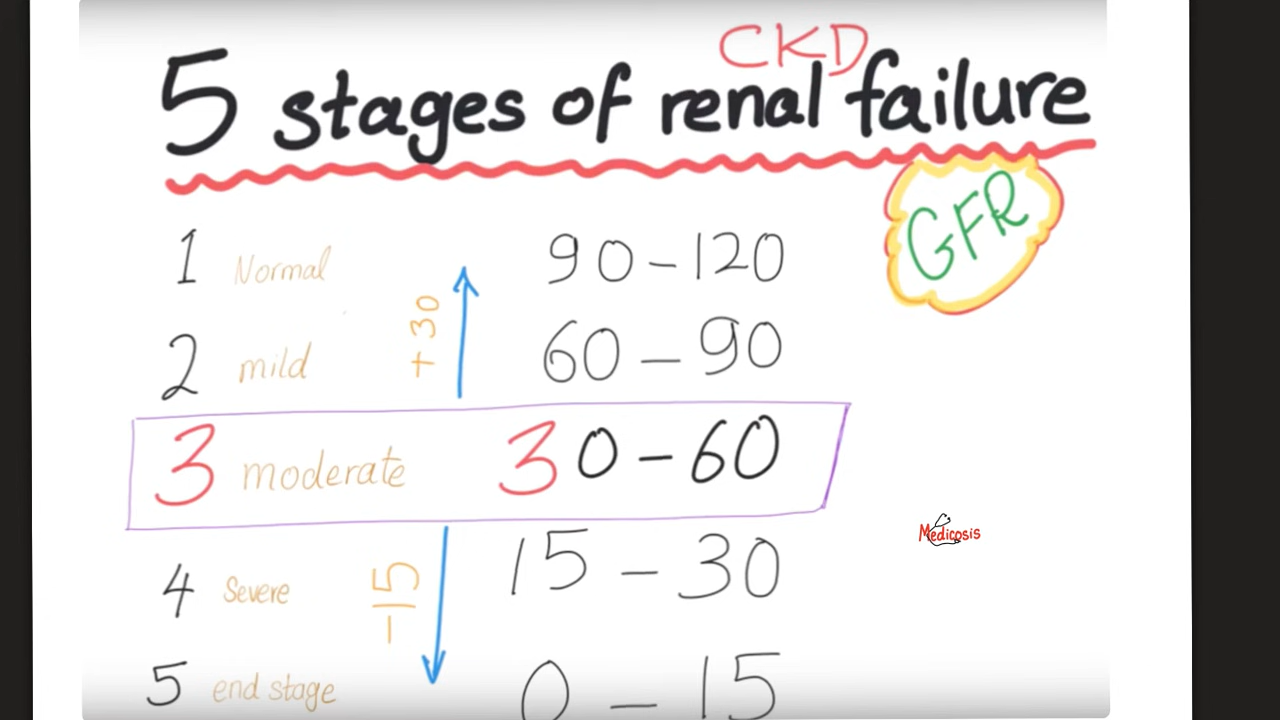 CKD
5 stages of renal failure
GFR
1 Normal 90-120
+30
2 mild 60-90
3 moderate 30-60
Medicosis
4 Severe 15-30
-15
5 end stage 0-15